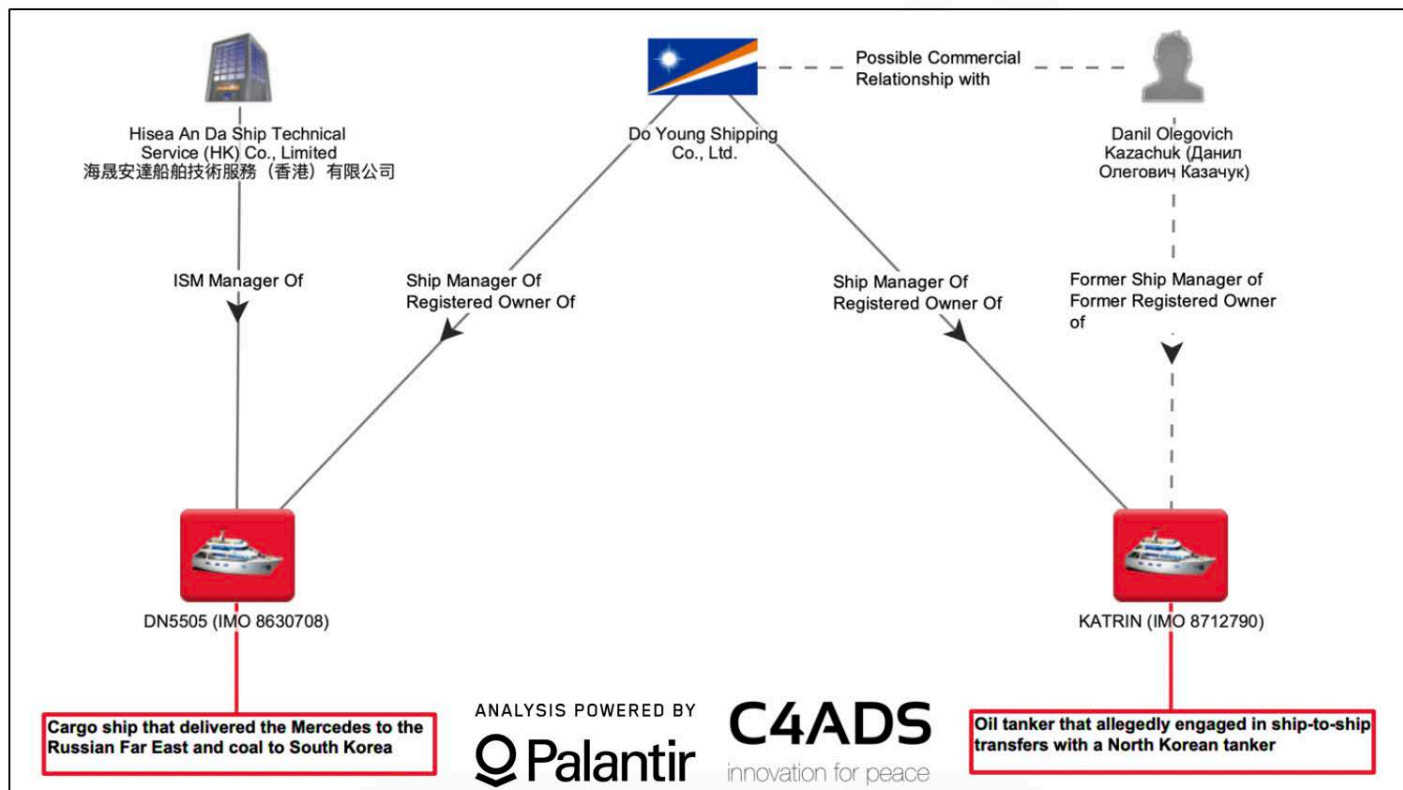 Possible Commercial
Relationship with
Hisea An Da Ship Technical
Service (HK) Co., Limited
海晟安達船舶技術服務（香港）有限公司
Do Young Shipping
Co., Ltd.
Danil Olegovich
Kazachuk (Данил
Олегович Казачук)
ISM Manager Of
Ship Manager Of
Registered Owner Of
Ship Manager Of
Registered Owner Of
Former Ship Manager of
Former Registered Owner
of
DN5505 (IMO 8630708)
KATRIN (IMO 8712790)
Cargo ship that delivered the Mercedes to the
Russian Far East and coal to South Korea
ANALYSIS POWERED BY
Palantir
C4ADS
innovation for peace
Oil tanker that allegedly engaged in ship-to-ship
transfers with a North Korean tanker